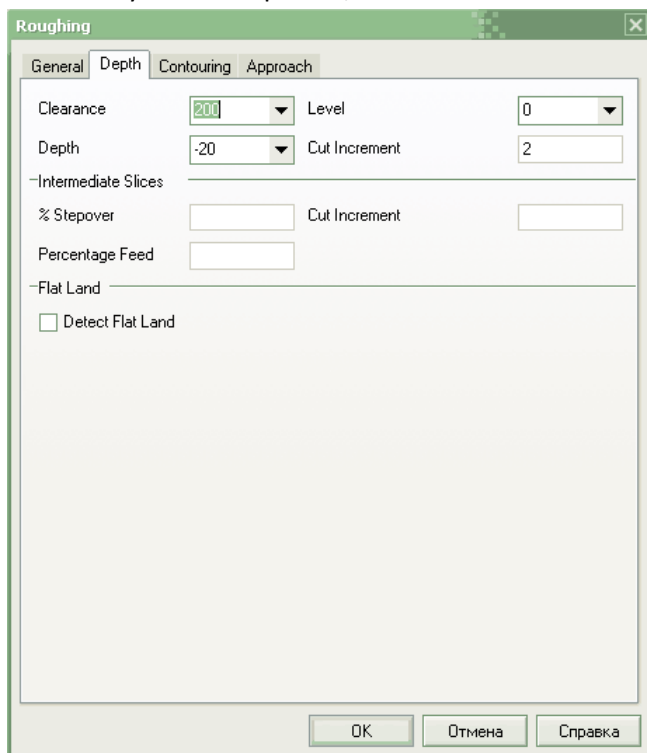 Roughing
General Depth Contouring Approach
Clearance 200 Level 0
Depth -20 Cut Increment 2
Intermediate Slices
% Stepover Cut Increment
Percentage Feed
Flat Land
Detect Flat Land
OK Отмена Справка